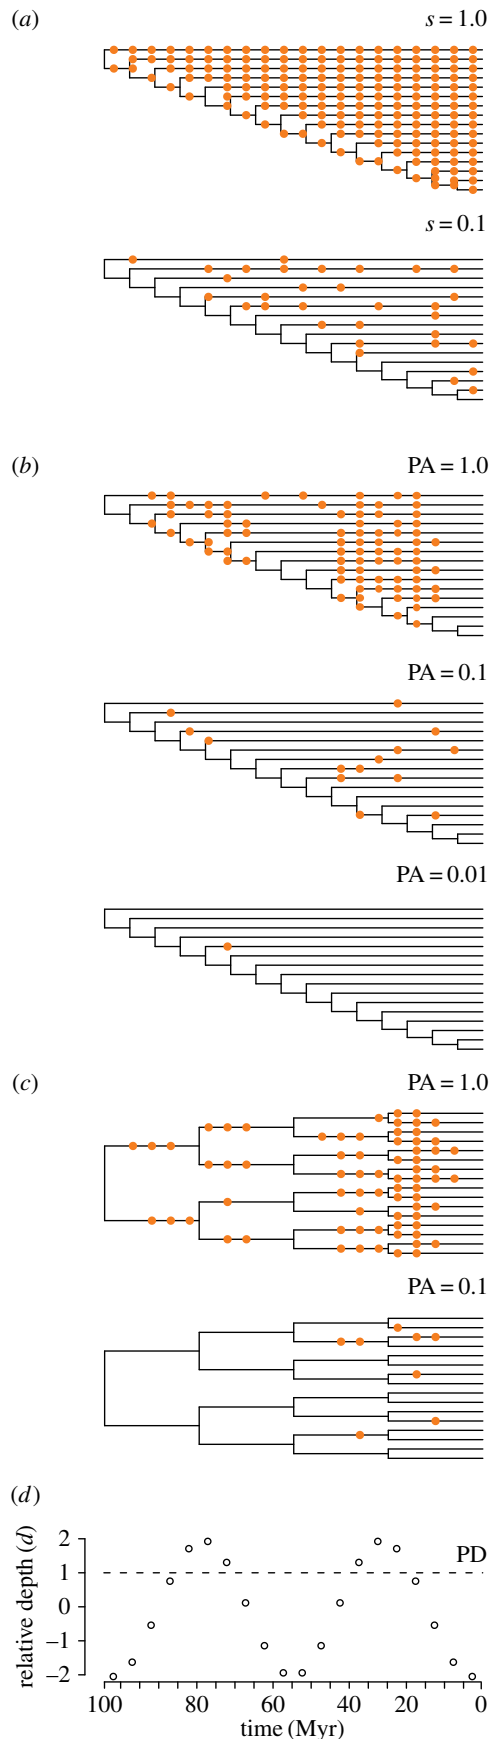 (a)
s = 1.0
s = 0.1
(b)
PA = 1.0
PA = 0.1
PA = 0.01
(c)
PA = 1.0
PA = 0.1
(d)
relative depth (d)
2
1
0
−1
−2
PD
100 80 60 40 20 0
time (Myr)